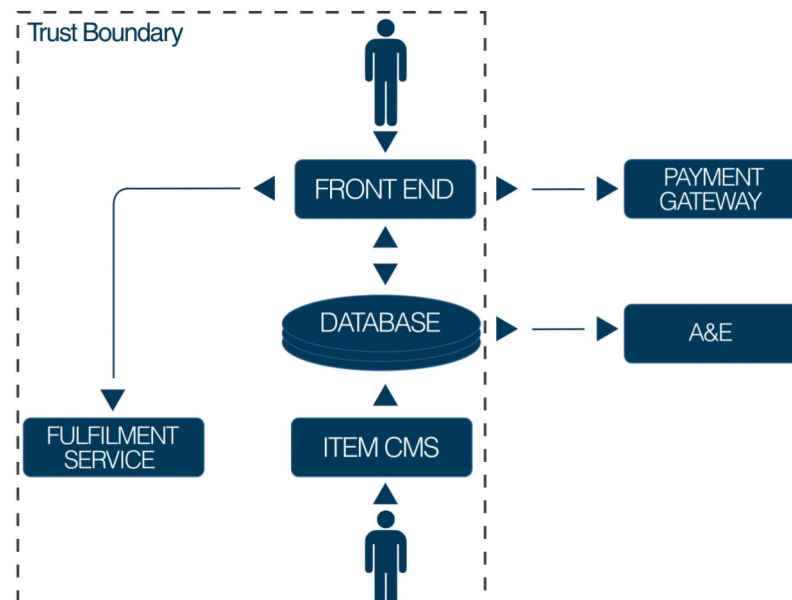 Trust Boundary
FRONT END
PAYMENT
GATEWAY
DATABASE
A&E
FULFILMENT
SERVICE
ITEM CMS